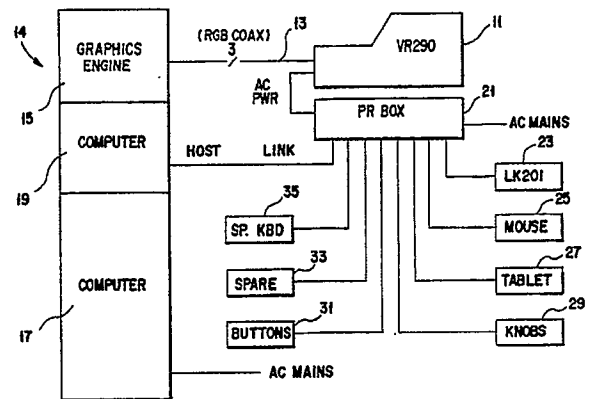 14
GRAPHICS
ENGINE
15
(RGB COAX)
3
13
VR290
11
AC
PWR
PR BOX
21
AC MAINS
COMPUTER
19
HOST LINK
23
LK201
35
SP. KBD
25
MOUSE
33
SPARE
27
TABLET
COMPUTER
17
31
BUTTONS
29
KNOBS
AC MAINS